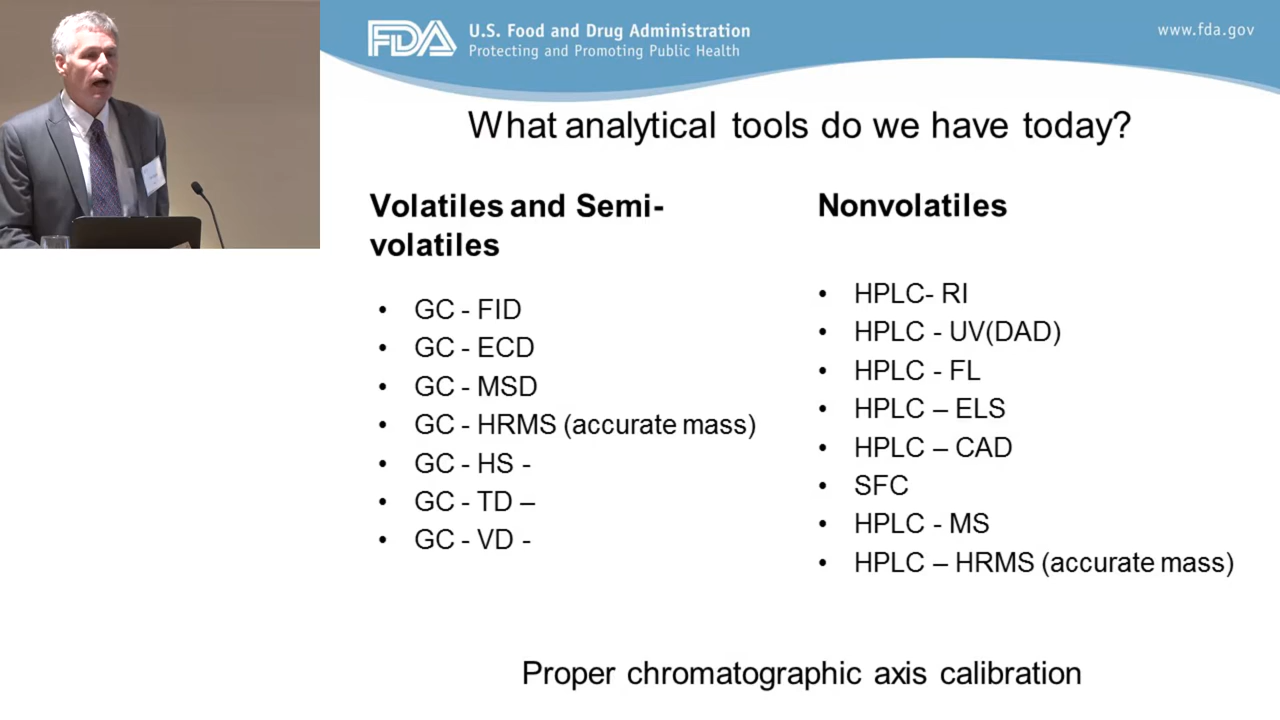 FDA
U.S. Food and Drug Administration
Protecting and Promoting Public Health
www.fda.gov
What analytical tools do we have today?
Volatiles and Semi-
volatiles
• GC - FID
• GC - ECD
• GC - MSD
• GC - HRMS (accurate mass)
• GC - HS -
• GC - TD –
• GC - VD -
Nonvolatiles
• HPLC- RI
• HPLC - UV(DAD)
• HPLC - FL
• HPLC – ELS
• HPLC – CAD
• SFC
• HPLC - MS
• HPLC – HRMS (accurate mass)
Proper chromatographic axis calibration